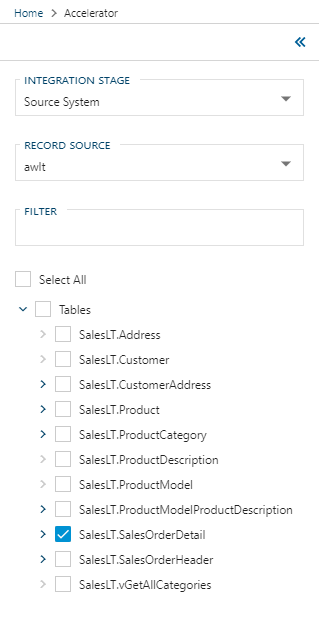 Home > Accelerator
«
INTEGRATION STAGE
Source System
RECORD SOURCE
awlt
FILTER
Select All
Tables
SalesLT.Address
SalesLT.Customer
SalesLT.CustomerAddress
SalesLT.Product
SalesLT.ProductCategory
SalesLT.ProductDescription
SalesLT.ProductModel
SalesLT.ProductModelProductDescription
SalesLT.SalesOrderDetail
SalesLT.SalesOrderHeader
SalesLT.vGetAllCategories